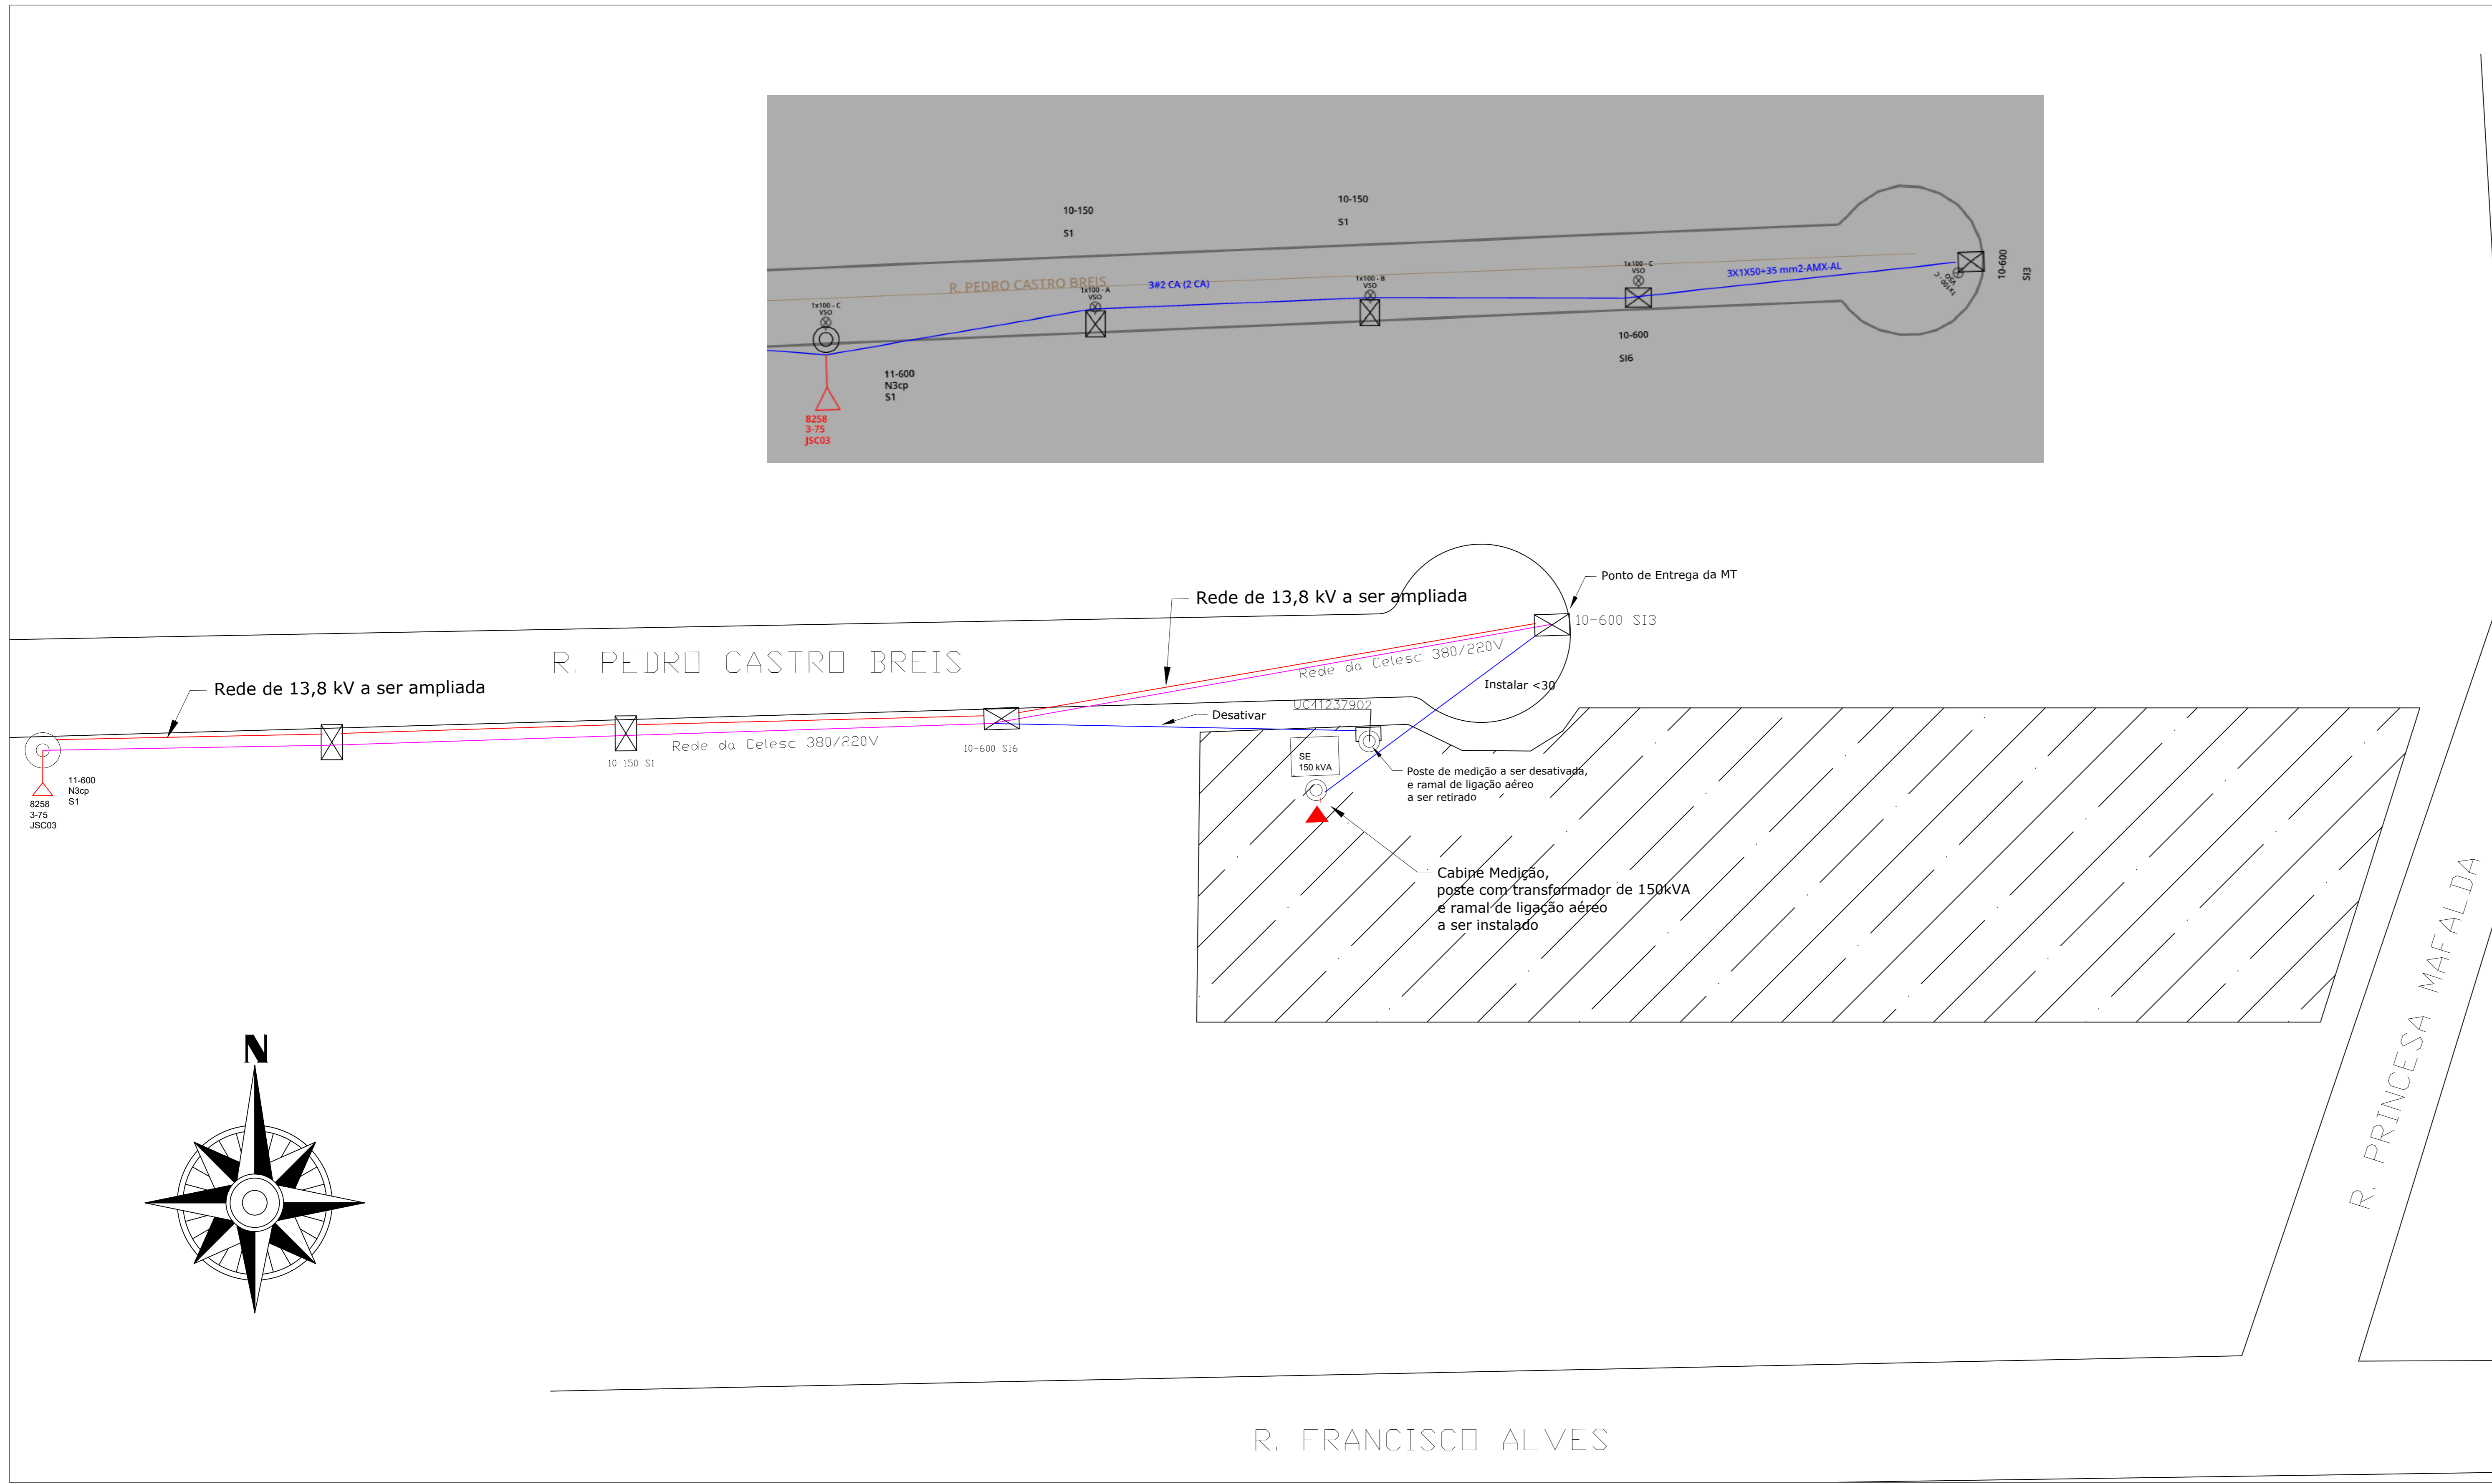 10-150
S1
10-150
S1
R. PEDRO CASTRO BREIS
1x100 - C
VSO
1x100 - A
VSO
3#2 CA (2 CA)
1x100 - B
VSO
1x100 - C
VSO
3X1X50+35 mm2-AMX-AL
1x100 - C
VSO
10-600
SI3
10-600
SI6
11-600
N3cp
S1
8258
3-75
JSC03
Ponto de Entrega da MT
Rede de 13,8 kV a ser ampliada
10-600 SI3
R. PEDRO CASTRO BREIS
Rede da Celesc 380/220V
Rede de 13,8 kV a ser ampliada
Instalar <30
UC41237902
Desativar
Rede da Celesc 380/220V
10-600 SI6
10-150 S1
SE
150 kVA
Poste de medição a ser desativada,
e ramal de ligação aéreo
a ser retirado
11-600
N3cp
S1
8258
3-75
JSC03
Cabine Medição,
poste com transformador de 150kVA
e ramal de ligação aéreo
a ser instalado
N
R. PRINCESA MAFALDA
R. FRANCISCO ALVES